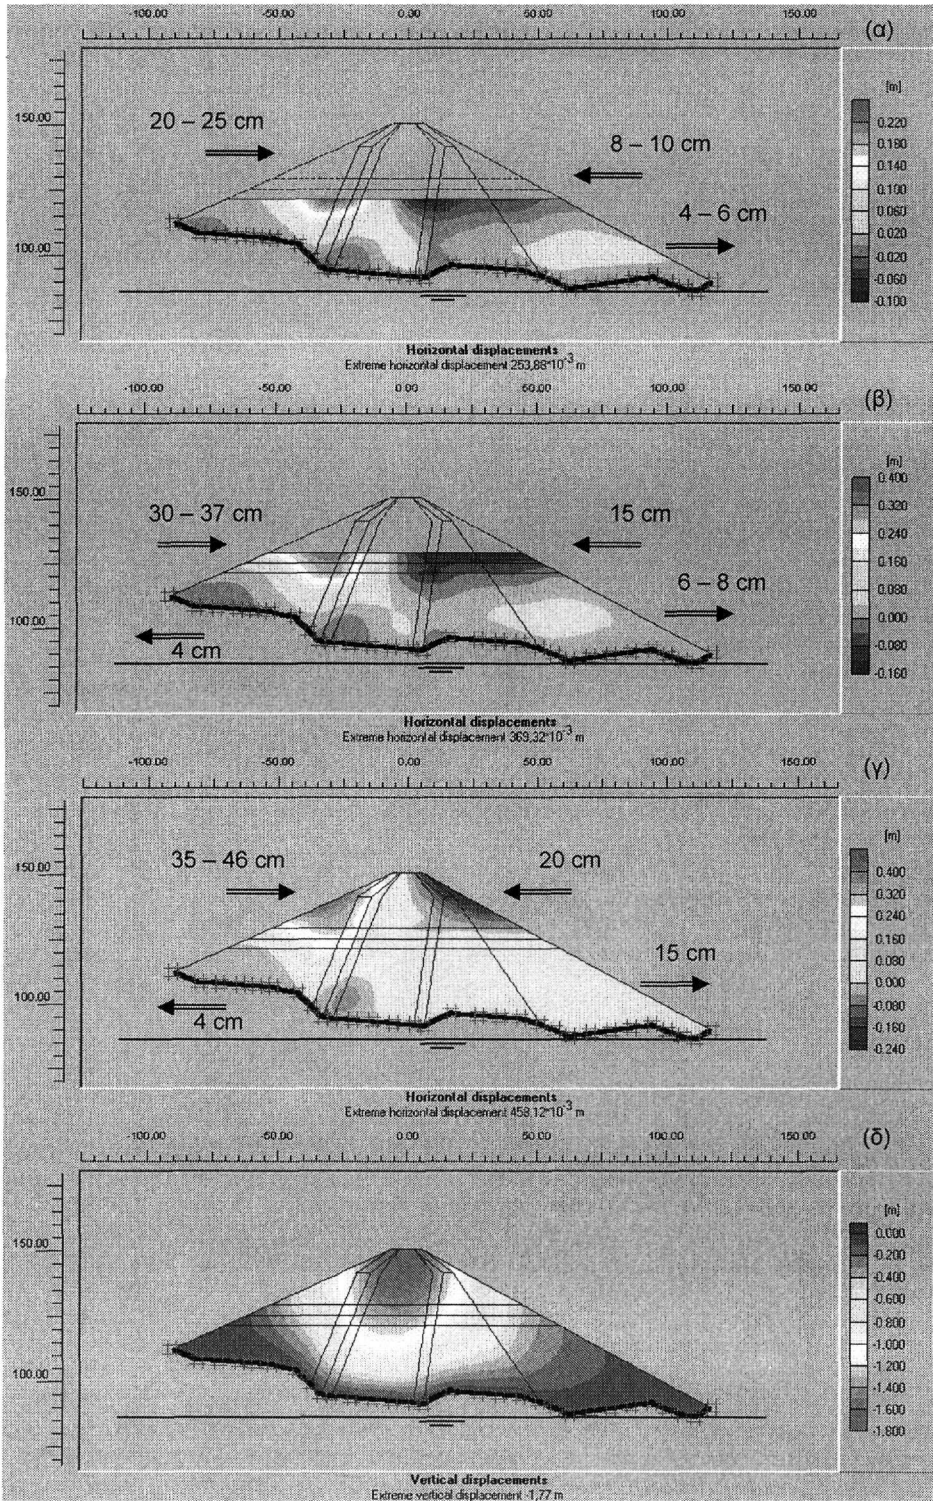 -100.00 -50.00 0.00 50.00 100.00 150.00
(α)
[m]
150.00
20 – 25 cm
8 – 10 cm
4 – 6 cm
100.00
0.220
0.180
0.140
0.100
0.060
0.020
-0.020
-0.060
-0.100
Horizontal displacements
Extreme horizontal displacement 253,88*10-3 m
-100.00 -50.00 0.00 50.00 100.00 150.00
(β)
[m]
150.00
30 – 37 cm
15 cm
6 – 8 cm
100.00
4 cm
0.400
0.320
0.240
0.160
0.080
0.000
-0.080
-0.160
Horizontal displacements
Extreme horizontal displacement 369,32*10-3 m
-100.00 -50.00 0.00 50.00 100.00 150.00
(γ)
[m]
150.00
35 – 46 cm
20 cm
15 cm
100.00
4 cm
0.400
0.320
0.240
0.160
0.080
0.000
-0.080
-0.160
-0.240
Horizontal displacements
Extreme horizontal displacement 458,12*10-3 m
-100.00 -50.00 0.00 50.00 100.00 150.00
(δ)
[m]
150.00
100.00
0.000
-0.200
-0.400
-0.600
-0.800
-1.000
-1.200
-1.400
-1.600
-1.800
Vertical displacements
Extreme vertical displacement -1,77 m